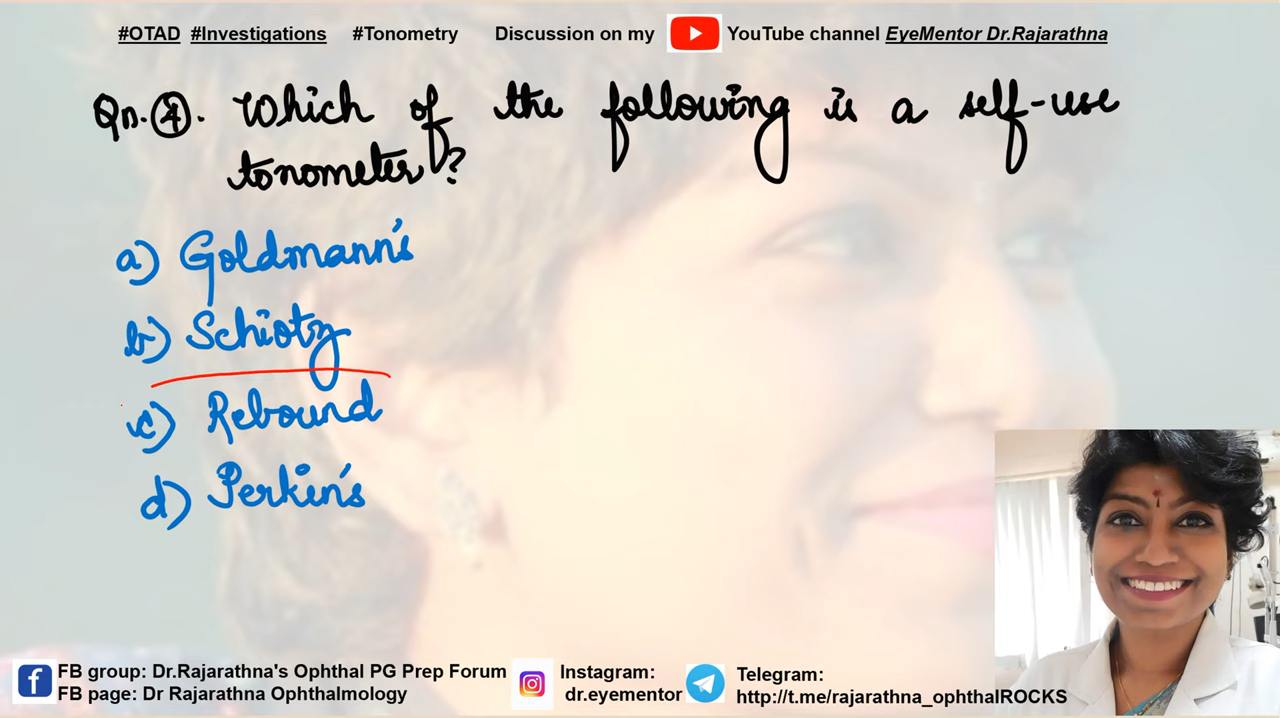 #OTAD #Investigations #Tonometry Discussion on my YouTube channel EyeMentor Dr.Rajarathna
Qn.④. Which of the following is a self-use
tonometer?
a) Goldmann's
b) Schiotz
c) Rebound
d) Perkin's
FB group: Dr.Rajarathna's Ophthal PG Prep Forum
FB page: Dr Rajarathna Ophthalmology
Instagram:
dr.eyementor
Telegram:
http://t.me/rajarathna_ophthalROCKS